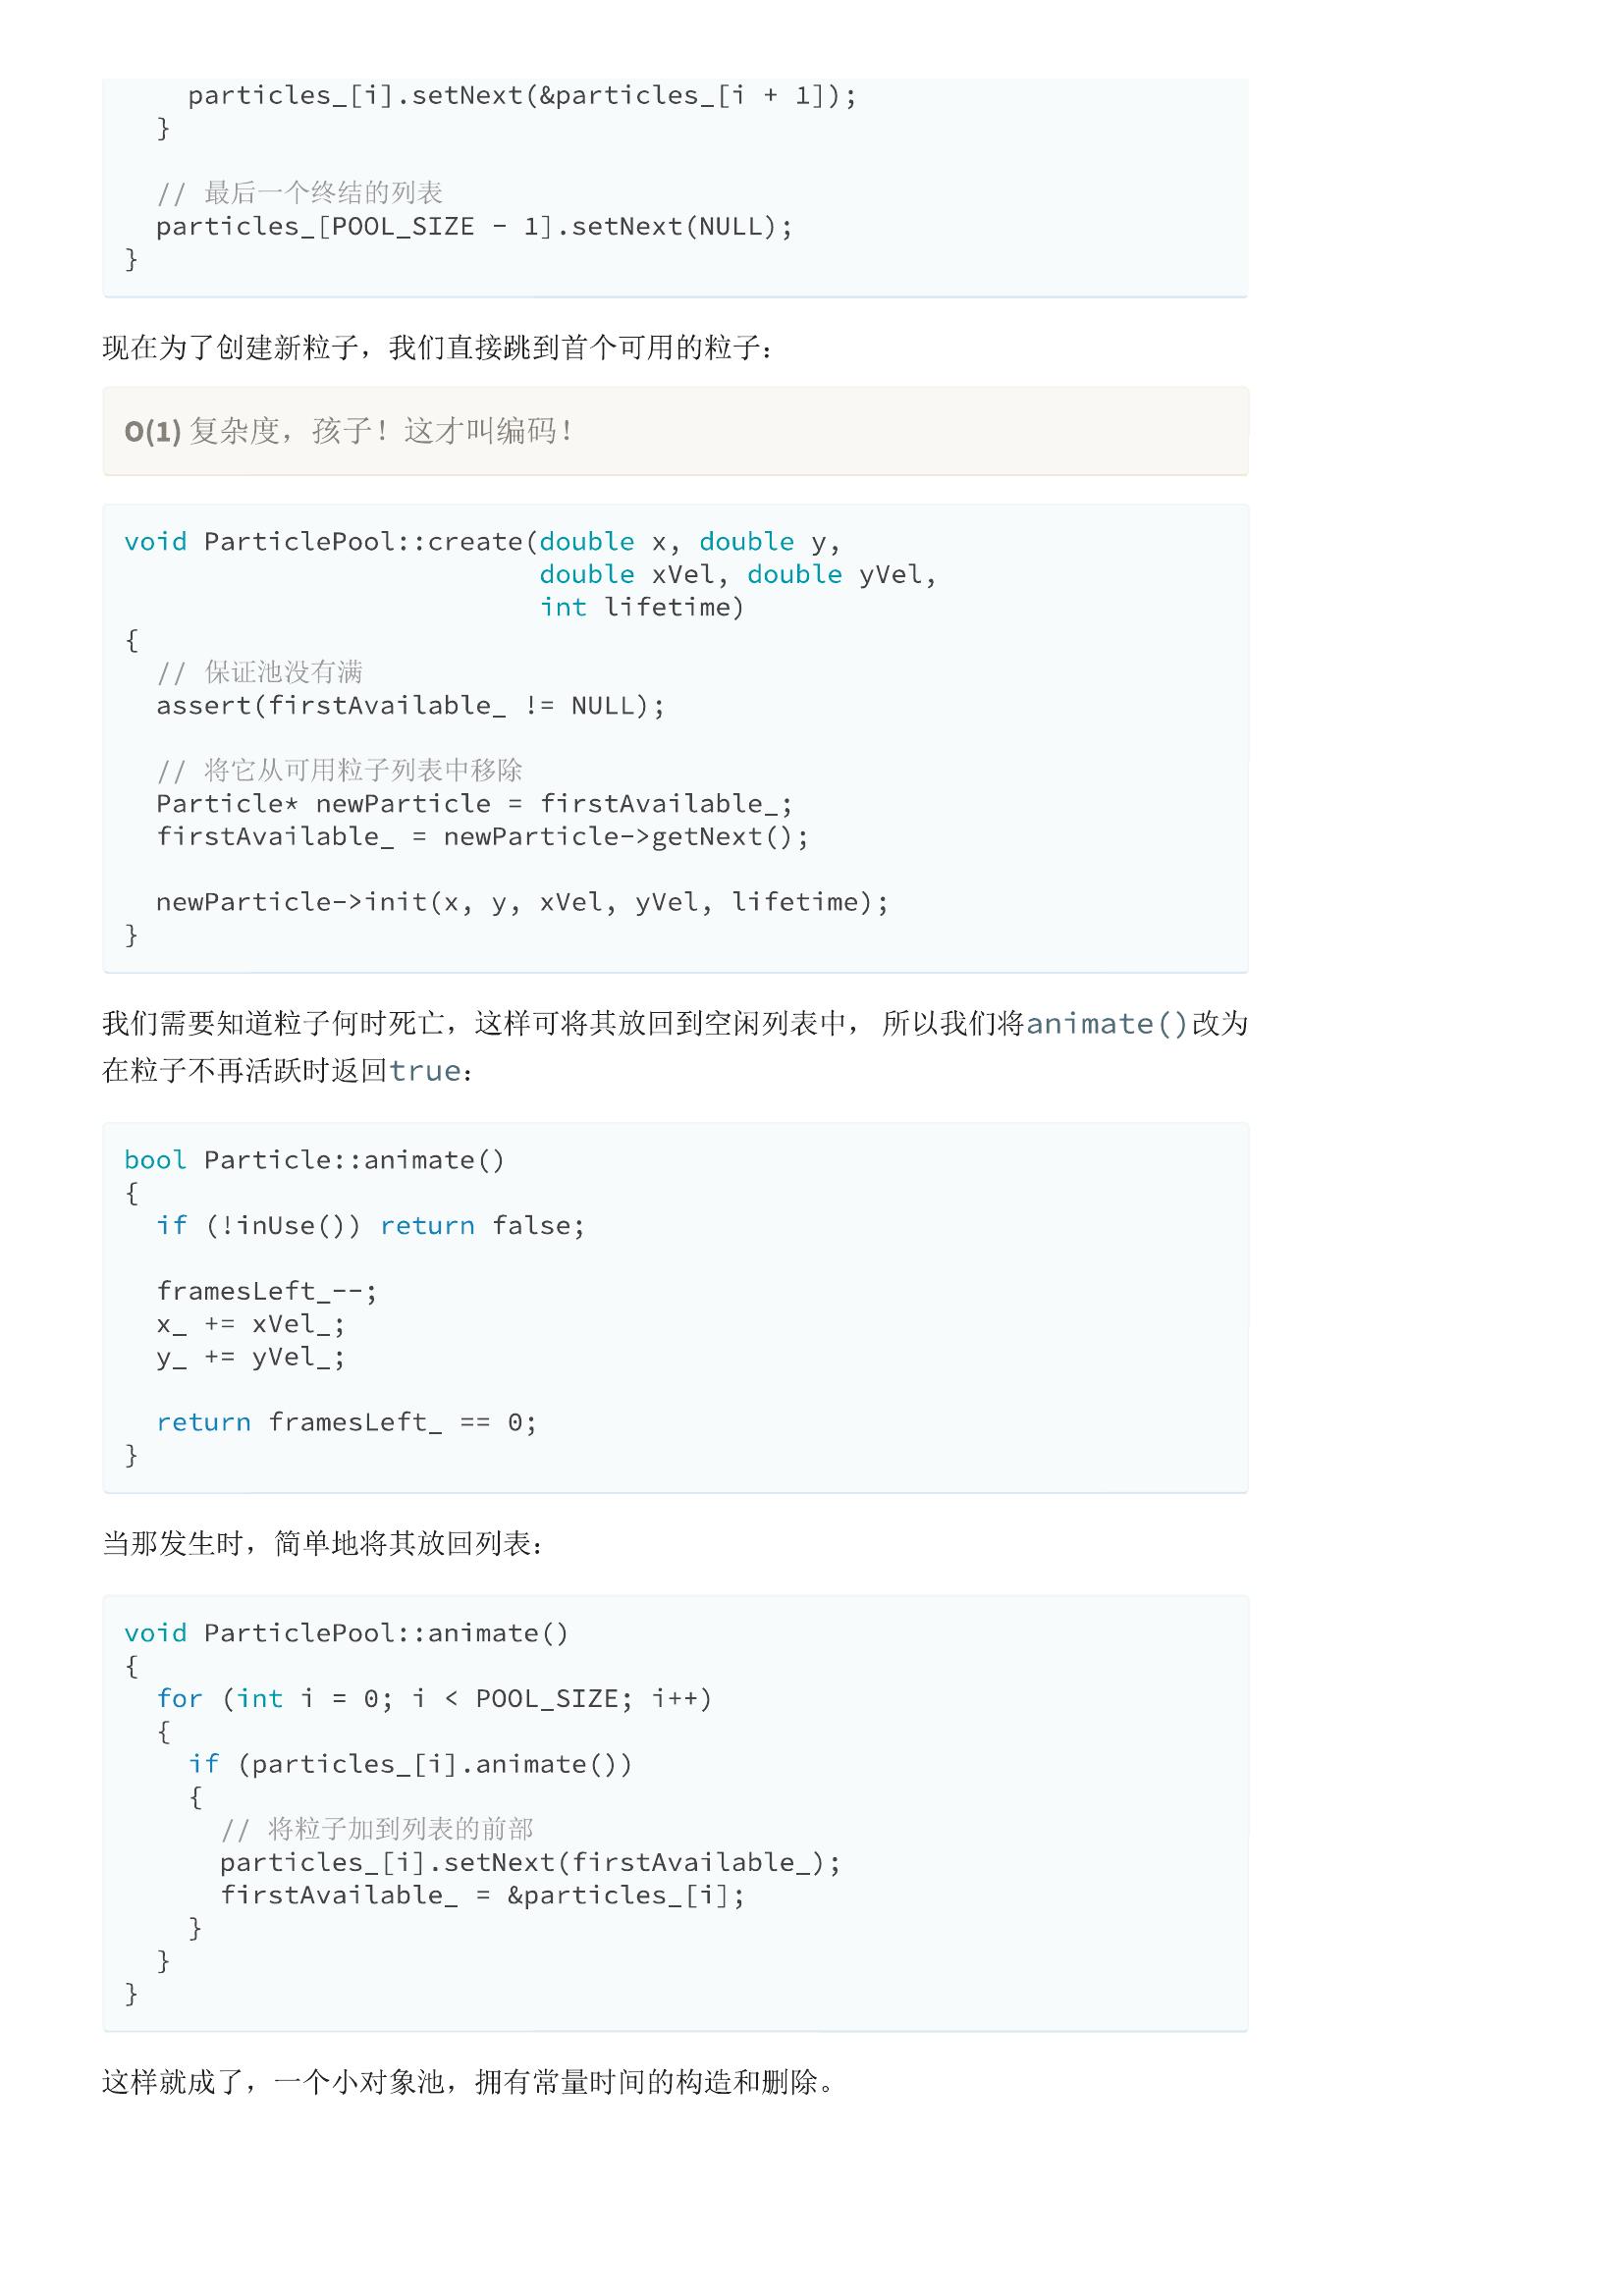 particles_[i].setNext(&particles_[i + 1]);
  }

  // 最后一个终结的列表
  particles_[POOL_SIZE - 1].setNext(NULL);
}
现在为了创建新粒子，我们直接跳到首个可用的粒子：
O(1) 复杂度，孩子！这才叫编码！
void ParticlePool::create(double x, double y,
                          double xVel, double yVel,
                          int lifetime)
{
  // 保证池没有满
  assert(firstAvailable_ != NULL);

  // 将它从可用粒子列表中移除
  Particle* newParticle = firstAvailable_;
  firstAvailable_ = newParticle->getNext();

  newParticle->init(x, y, xVel, yVel, lifetime);
}
我们需要知道粒子何时死亡，这样可将其放回到空闲列表中， 所以我们将animate()改为
在粒子不再活跃时返回true：
bool Particle::animate()
{
  if (!inUse()) return false;

  framesLeft_--;
  x_ += xVel_;
  y_ += yVel_;

  return framesLeft_ == 0;
}
当那发生时，简单地将其放回列表：
void ParticlePool::animate()
{
  for (int i = 0; i < POOL_SIZE; i++)
  {
    if (particles_[i].animate())
    {
      // 将粒子加到列表的前部
      particles_[i].setNext(firstAvailable_);
      firstAvailable_ = &particles_[i];
    }
  }
}
这样就成了，一个小对象池，拥有常量时间的构造和删除。